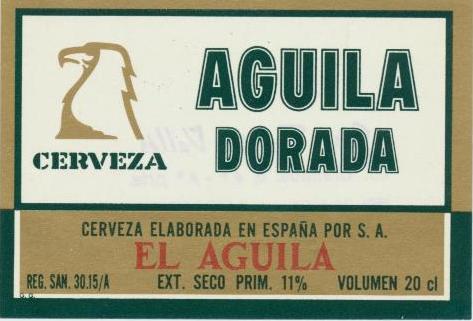 AGUILA
DORADA
CERVEZA
CERVEZA ELABORADA EN ESPAÑA POR S. A.
EL AGUILA
REG. SAN. 30.15/A EXT. SECO PRIM. 11% VOLUMEN 20 cl